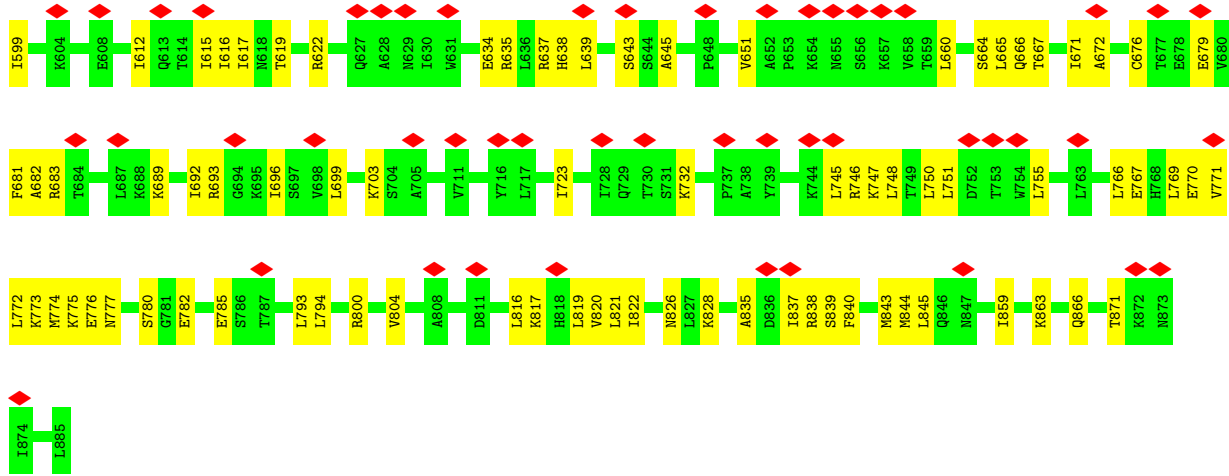 I599 K604 E608 I612 Q613 T614 I615 I616 I617 N618 T619 R622 Q627 A628 N629 I630 W631 E634 R635 L636 R637 H638 L639 S643 S644 A645 P648 V651 A652 P653 K654 N655 S656 K657 V658 T659 L660 S664 L665 Q666 T667 I671 A672 C676 T677 E678 E679 V680
F681 A682 R683 T684 L687 K688 K689 I692 R693 G694 K695 I696 S697 V698 L699 K703 S704 A705 V711 Y716 L717 I723 I728 Q729 T730 S731 K732 P737 A738 Y739 K744 L745 R746 K747 L748 T749 L750 L751 D752 T753 W754 L755 L763 L766 E767 H768 L769 E770 V771
L772 K773 M774 K775 E776 N777 S780 G781 E782 E785 S786 T787 L793 L794 R800 V804 A808 D811 L816 K817 H818 L819 V820 L821 I822 N826 L827 K828 A835 D836 I837 R838 S839 F840 M843 M844 L845 Q846 N847 I859 K863 Q866 T871 K872 N873
I874 L885